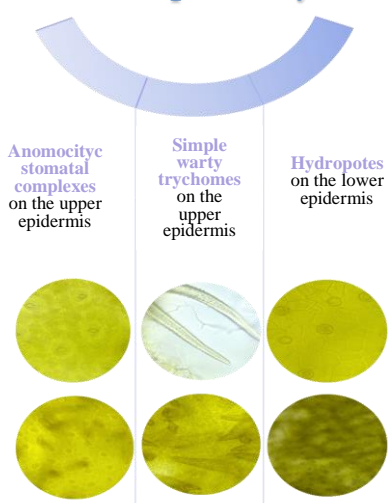 Anomocityc
stomatal
complexes
on the upper
epidermis
Simple
warty
trychomes
on the
upper
epidermis
Hydropotes
on the lower
epidermis